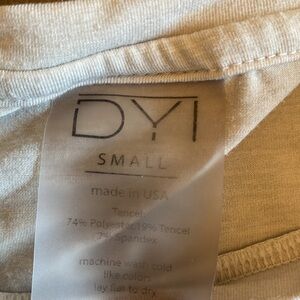 DYI
SMALL
made in USA
Tencel
74% Polyester 19% Tencel
7% Spandex
machine wash cold
like colors
lay flat to dry